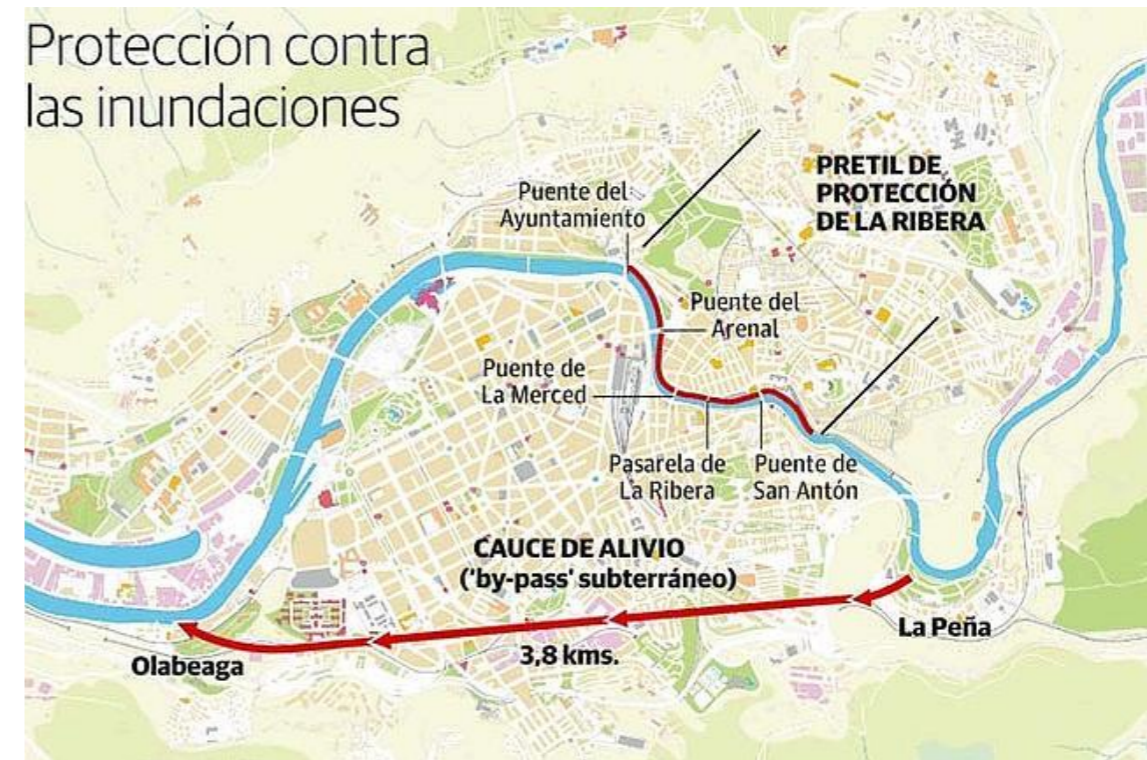 Protección contra
las inundaciones
PRETIL DE
PROTECCIÓN
DE LA RIBERA
Puente del
Ayuntamiento
Puente del
Arenal
Puente de
La Merced
Pasarela de
La Ribera
Puente de
San Antón
CAUCE DE ALIVIO
('by-pass' subterráneo)
La Peña
3,8 kms.
Olabeaga